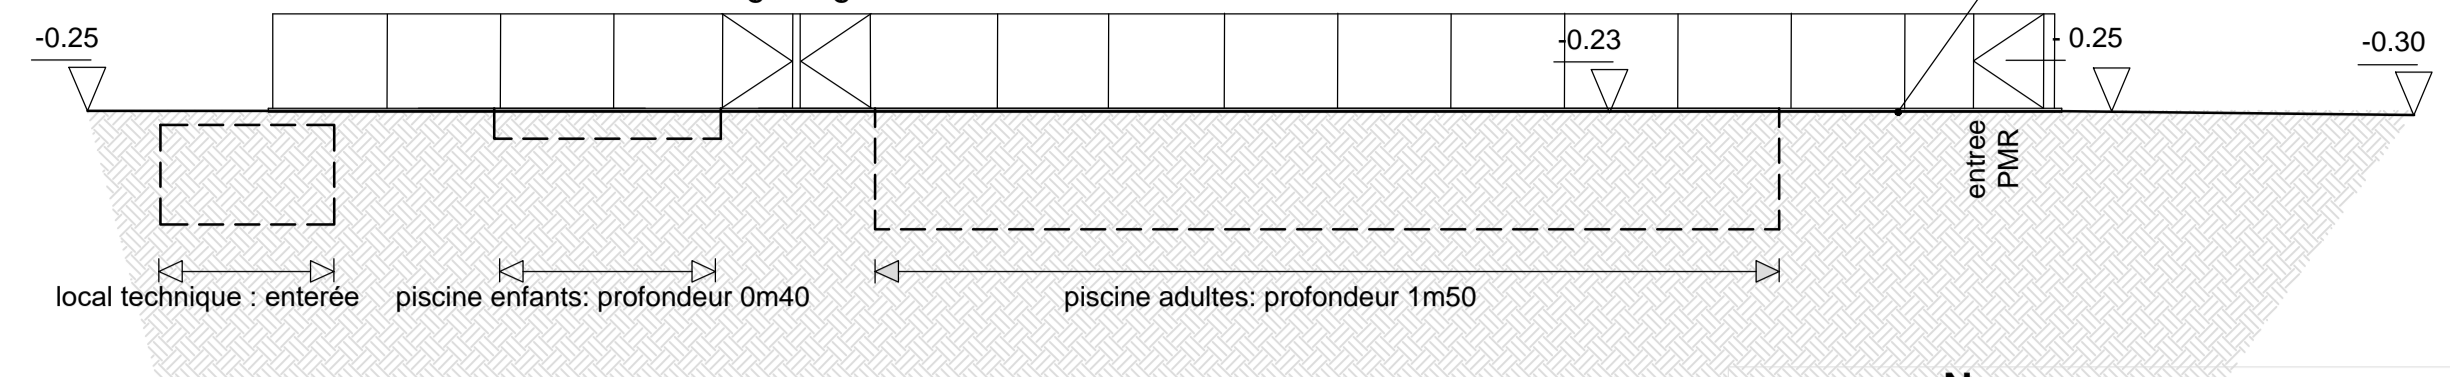 -0.25
-0.23
- 0.25
-0.30
entree
PMR
local technique : enterée
piscine enfants: profondeur 0m40
piscine adultes: profondeur 1m50